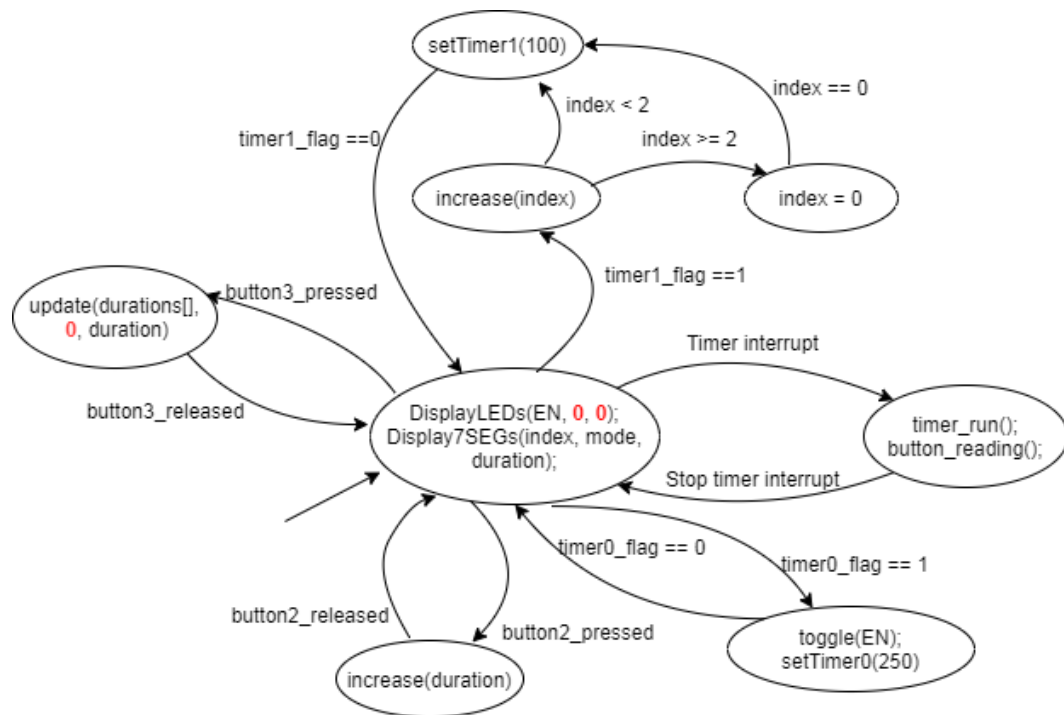 setTimer1(100)
index == 0
index < 2
timer1_flag ==0
index >= 2
increase(index)
index = 0
timer1_flag ==1
button3_pressed
update(durations[],
0, duration)
Timer interrupt
button3_released
DisplayLEDs(EN, 0, 0);
Display7SEGs(index, mode,
duration);
timer_run();
button_reading();
Stop timer interrupt
timer0_flag == 0
timer0_flag == 1
button2_released
button2_pressed
toggle(EN);
setTimer0(250)
increase(duration)